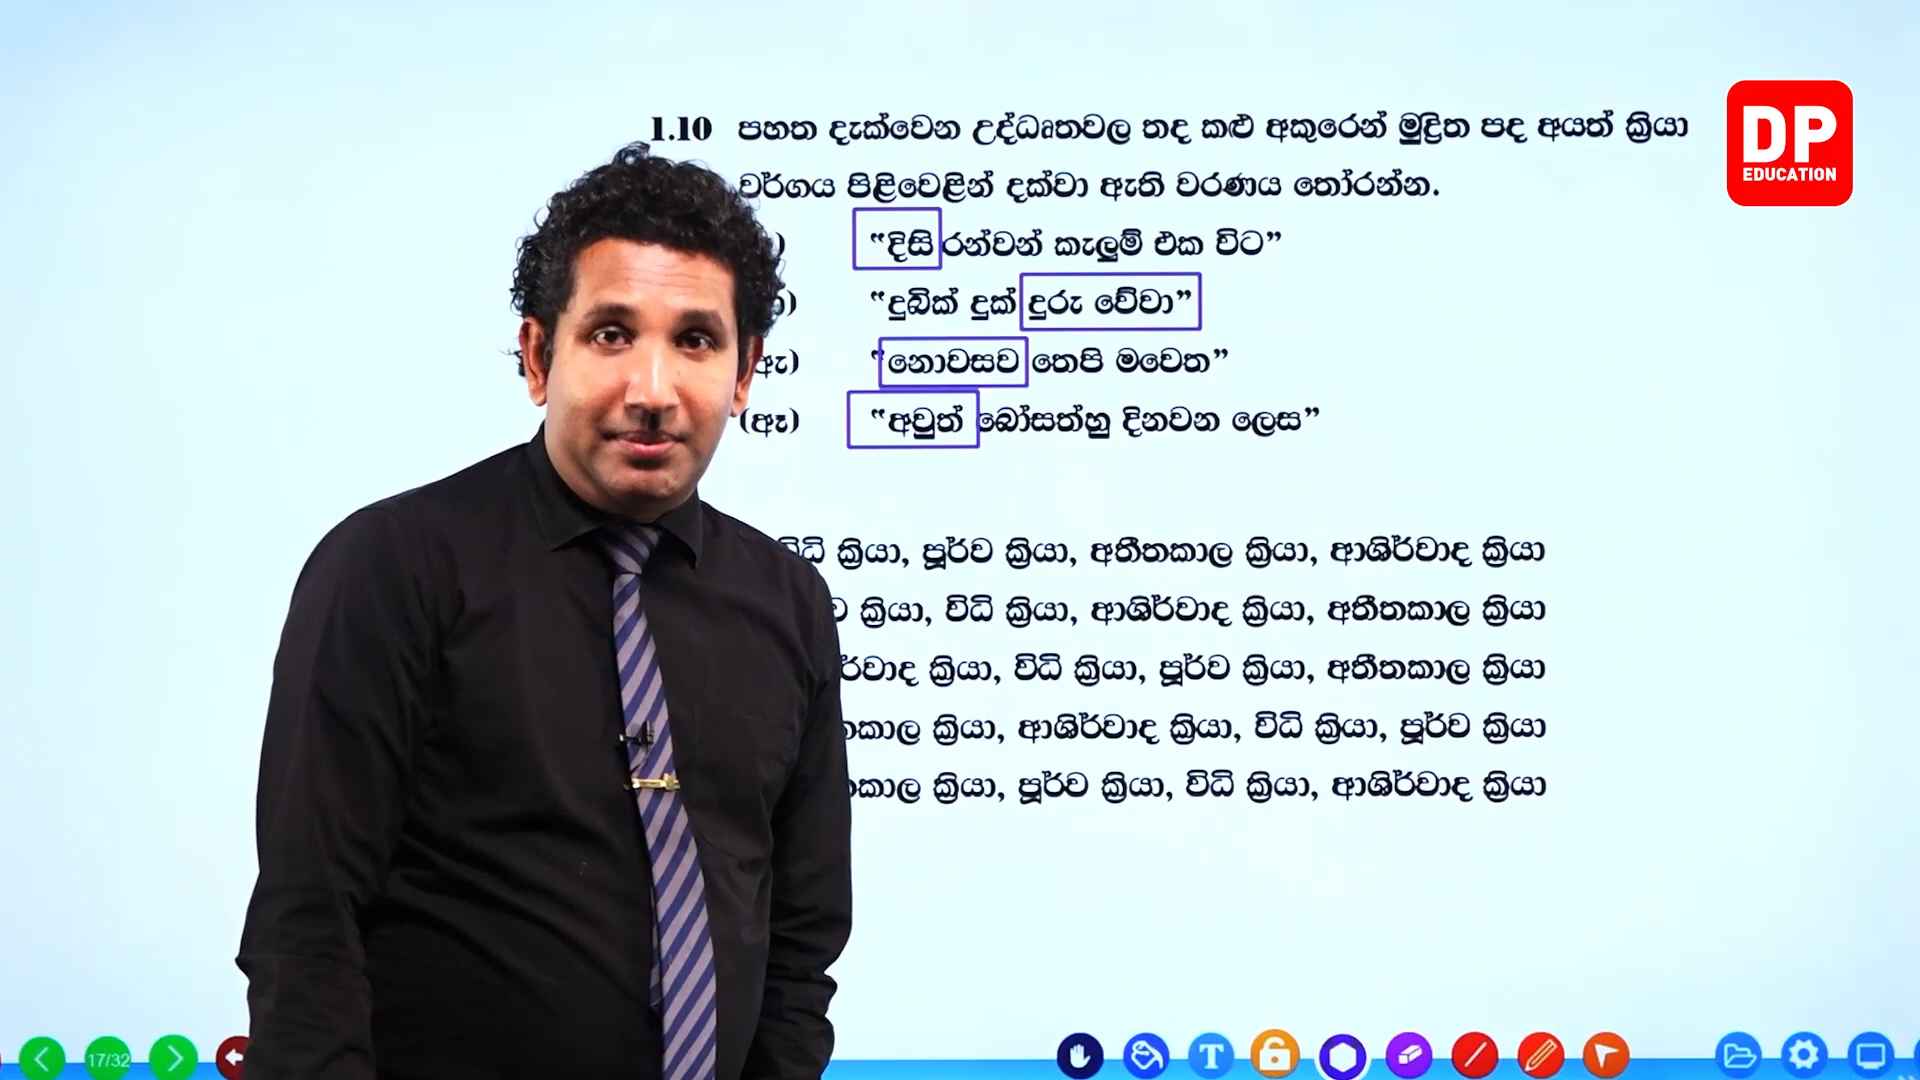 1.10 පහත දැක්වෙන උද්ධෘතවල තද කළු අකුරෙන් මුද්‍රිත පද අයත් ක්‍රියා
වර්ගය පිළිවෙළින් දක්වා ඇති වරණය තෝරන්න.
“දිසි රන්වන් කැලුම් එක විට”
“දුබික් දුක් දුරු වේවා”
“නොවසව තෙපි මවෙත”
(ඈ) “අවුත් බෝසත්හු දිනවන ලෙස”
ක්‍රියා, පූර්ව ක්‍රියා, අතීතකාල ක්‍රියා, ආශිර්වාද ක්‍රියා
ක්‍රියා, විධි ක්‍රියා, ආශිර්වාද ක්‍රියා, අතීතකාල ක්‍රියා
ක්‍රියා, විධි ක්‍රියා, පූර්ව ක්‍රියා, අතීතකාල ක්‍රියා
ක්‍රියා, ආශිර්වාද ක්‍රියා, විධි ක්‍රියා, පූර්ව ක්‍රියා
ක්‍රියා, පූර්ව ක්‍රියා, විධි ක්‍රියා, ආශිර්වාද ක්‍රියා
DP
EDUCATION
17/32
T